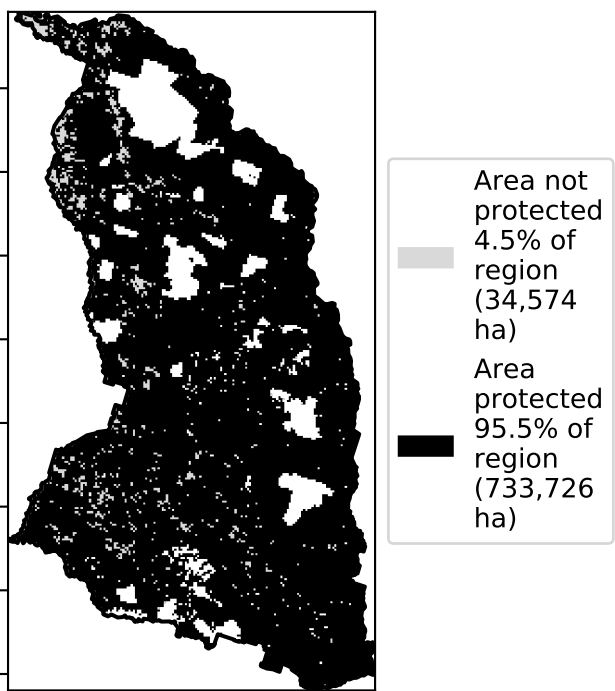 Area not
protected
4.5% of
region
(34,574
ha)
Area
protected
95.5% of
region
(733,726
ha)